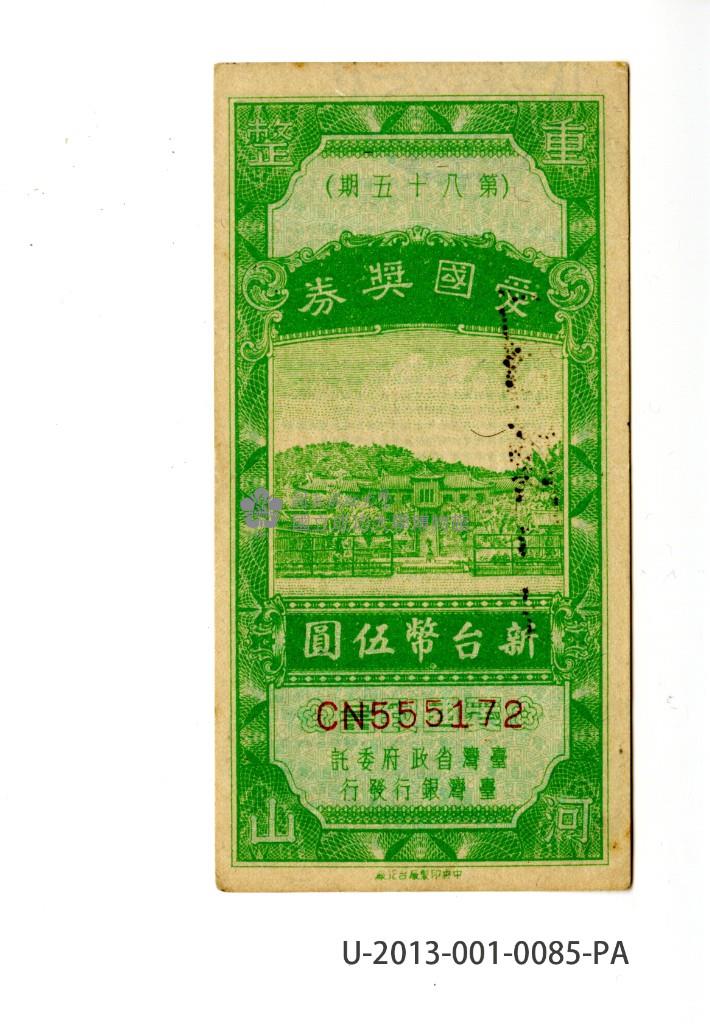 重整
(第八十五期)
愛國奬券
新台幣伍圓
CN555172
臺灣省政府委託
臺灣銀行發行
河山
中央印製廠台北廠
U-2013-001-0085-PA